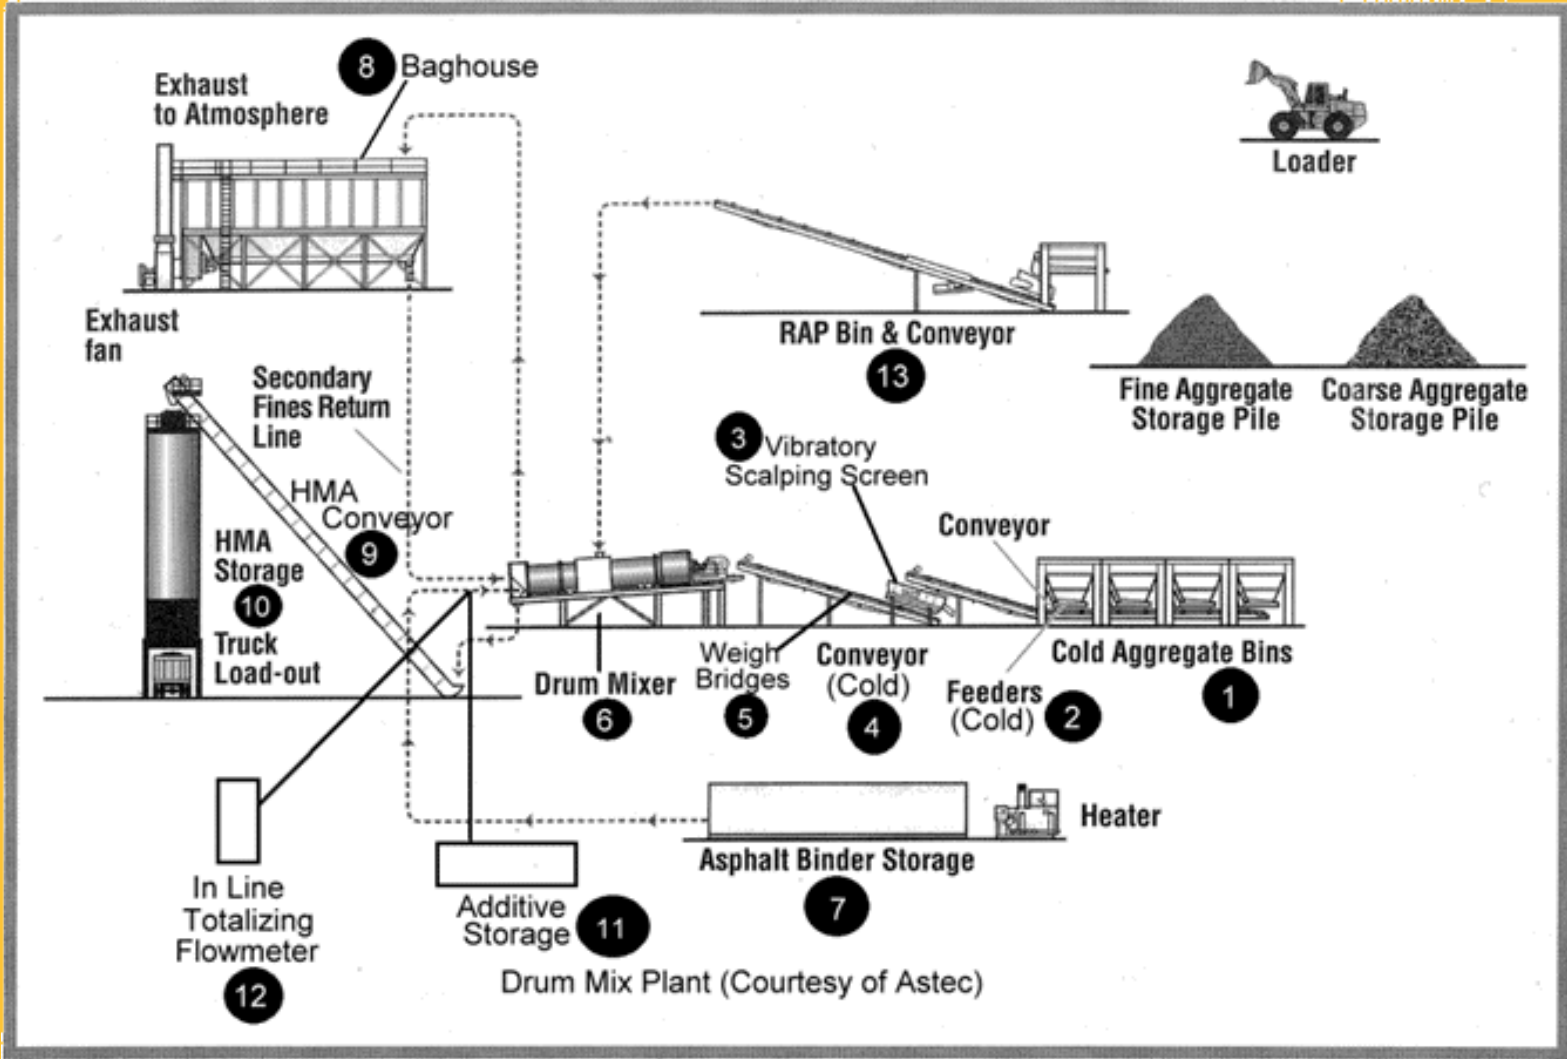 8 Baghouse
Exhaust
to Atmosphere
Loader
Exhaust
fan
RAP Bin & Conveyor
13
Fine Aggregate
Storage Pile
Coarse Aggregate
Storage Pile
Secondary
Fines Return
Line
3 Vibratory
Scalping Screen
HMA
Conveyor
9
Conveyor
HMA
Storage
10
Truck
Load-out
Drum Mixer
6
Weigh
Bridges
5
Conveyor
(Cold)
4
Feeders
(Cold) 2
Cold Aggregate Bins
1
Heater
Asphalt Binder Storage
7
In Line
Totalizing
Flowmeter
12
Additive
Storage 11
Drum Mix Plant (Courtesy of Astec)